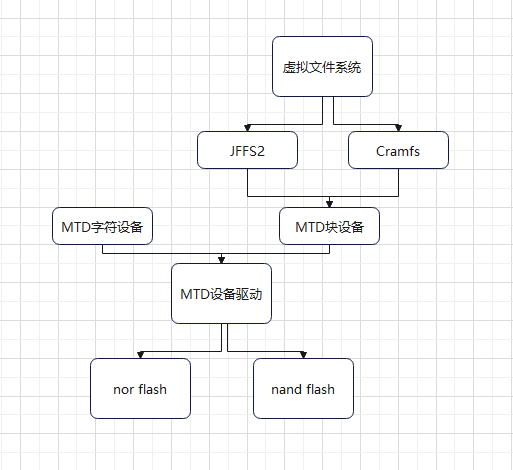 虚拟文件系统
JFFS2
Cramfs
MTD字符设备
MTD块设备
MTD设备驱动
nor flash
nand flash